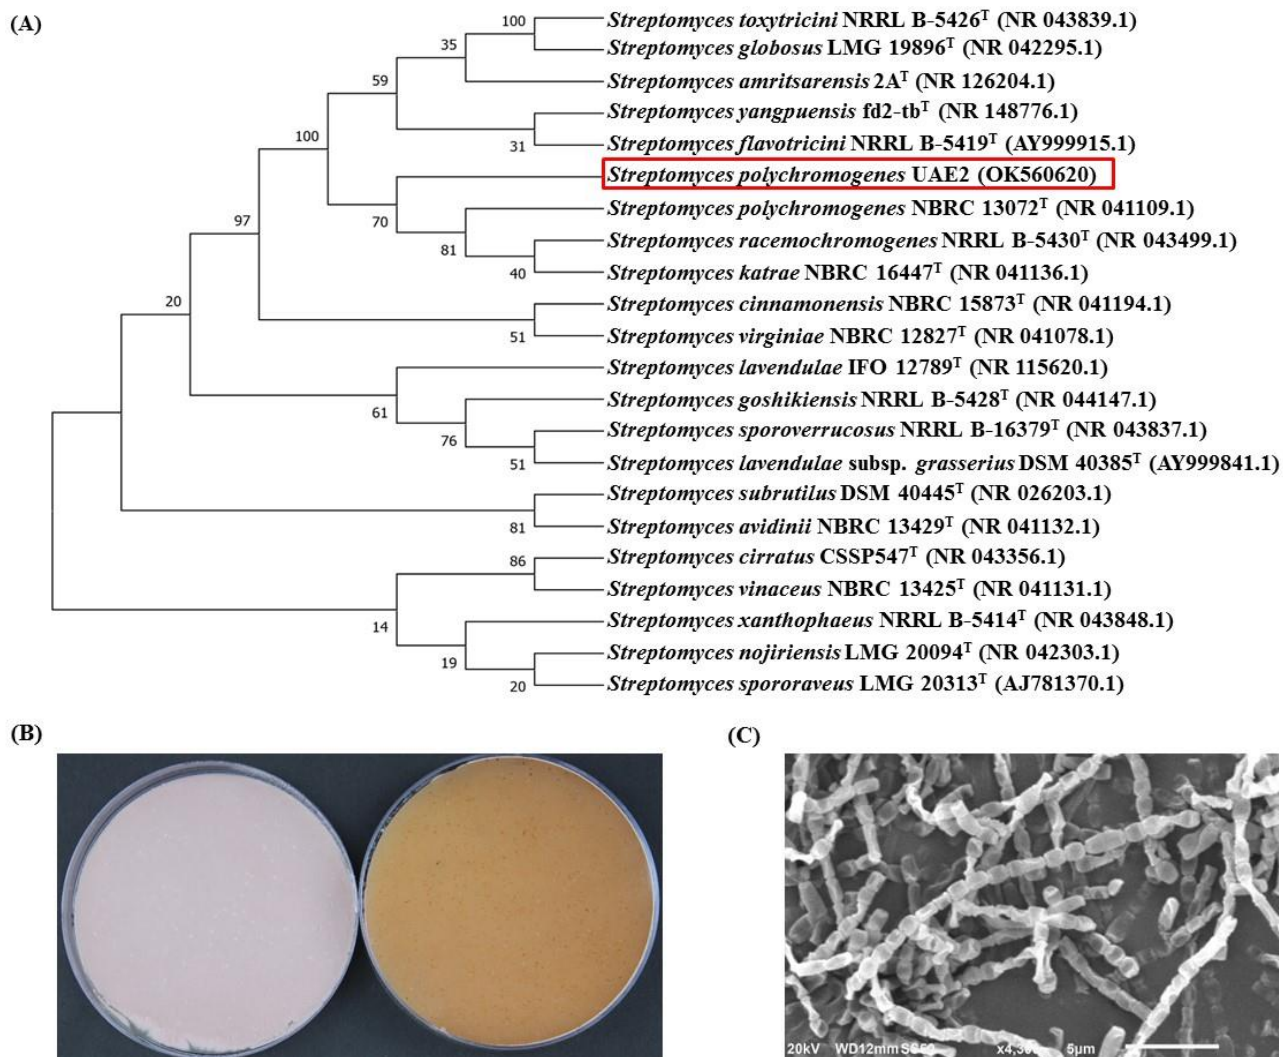 (A)
100
Streptomyces toxytricini NRRL B-5426ᵀ (NR 043839.1)
35
Streptomyces globosus LMG 19896ᵀ (NR 042295.1)
59
Streptomyces amritsarensis 2Aᵀ (NR 126204.1)
Streptomyces yangpuensis fd2-tbᵀ (NR 148776.1)
100
31
Streptomyces flavotricini NRRL B-5419ᵀ (AY999915.1)
Streptomyces polychromogenes UAE2 (OK560620)
97
70
Streptomyces polychromogenes NBRC 13072ᵀ (NR 041109.1)
81
Streptomyces racemochromogenes NRRL B-5430ᵀ (NR 043499.1)
40
Streptomyces katrae NBRC 16447ᵀ (NR 041136.1)
20
Streptomyces cinnamonensis NBRC 15873ᵀ (NR 041194.1)
51
Streptomyces virginiae NBRC 12827ᵀ (NR 041078.1)
Streptomyces lavendulae IFO 12789ᵀ (NR 115620.1)
61
Streptomyces goshikiensis NRRL B-5428ᵀ (NR 044147.1)
76
Streptomyces sporoverrucosus NRRL B-16379ᵀ (NR 043837.1)
51
Streptomyces lavendulae subsp. grasserius DSM 40385ᵀ (AY999841.1)
Streptomyces subrutilus DSM 40445ᵀ (NR 026203.1)
81
Streptomyces avidinii NBRC 13429ᵀ (NR 041132.1)
86
Streptomyces cirratus CSSP547ᵀ (NR 043356.1)
Streptomyces vinaceus NBRC 13425ᵀ (NR 041131.1)
14
Streptomyces xanthophaeus NRRL B-5414ᵀ (NR 043848.1)
19
Streptomyces nojiriensis LMG 20094ᵀ (NR 042303.1)
20
Streptomyces spororaveus LMG 20313ᵀ (AJ781370.1)
(B)
(C)
20kV WD12mm 5µm